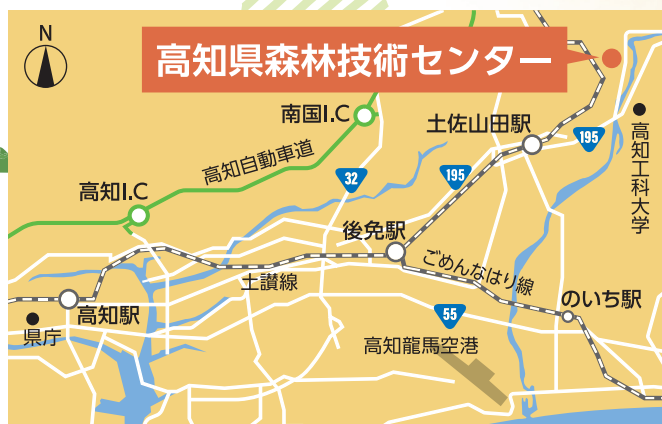 N
高知県森林技術センター
南国I.C
土佐山田駅
195
高知工科大学
高知自動車道
32
195
高知I.C
後免駅
ごめんなはり線
土讃線
のいち駅
高知駅
55
県庁
高知龍馬空港